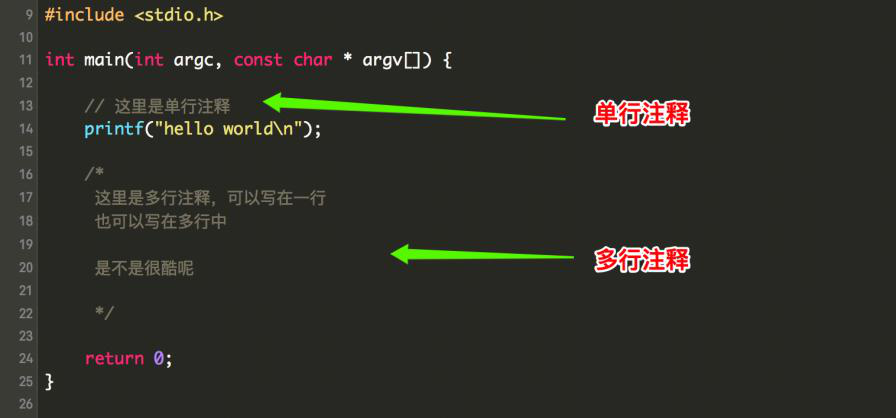 9 #include <stdio.h>
10
11 int main(int argc, const char * argv[]) {
12
13 // 这里是单行注释
单行注释
14 printf("hello world\n");
15
16 /*
17 这里是多行注释，可以写在一行
18 也可以写在多行中
19
多行注释
20 是不是很酷呢
21
22 */
23
24 return 0;
25 }
26